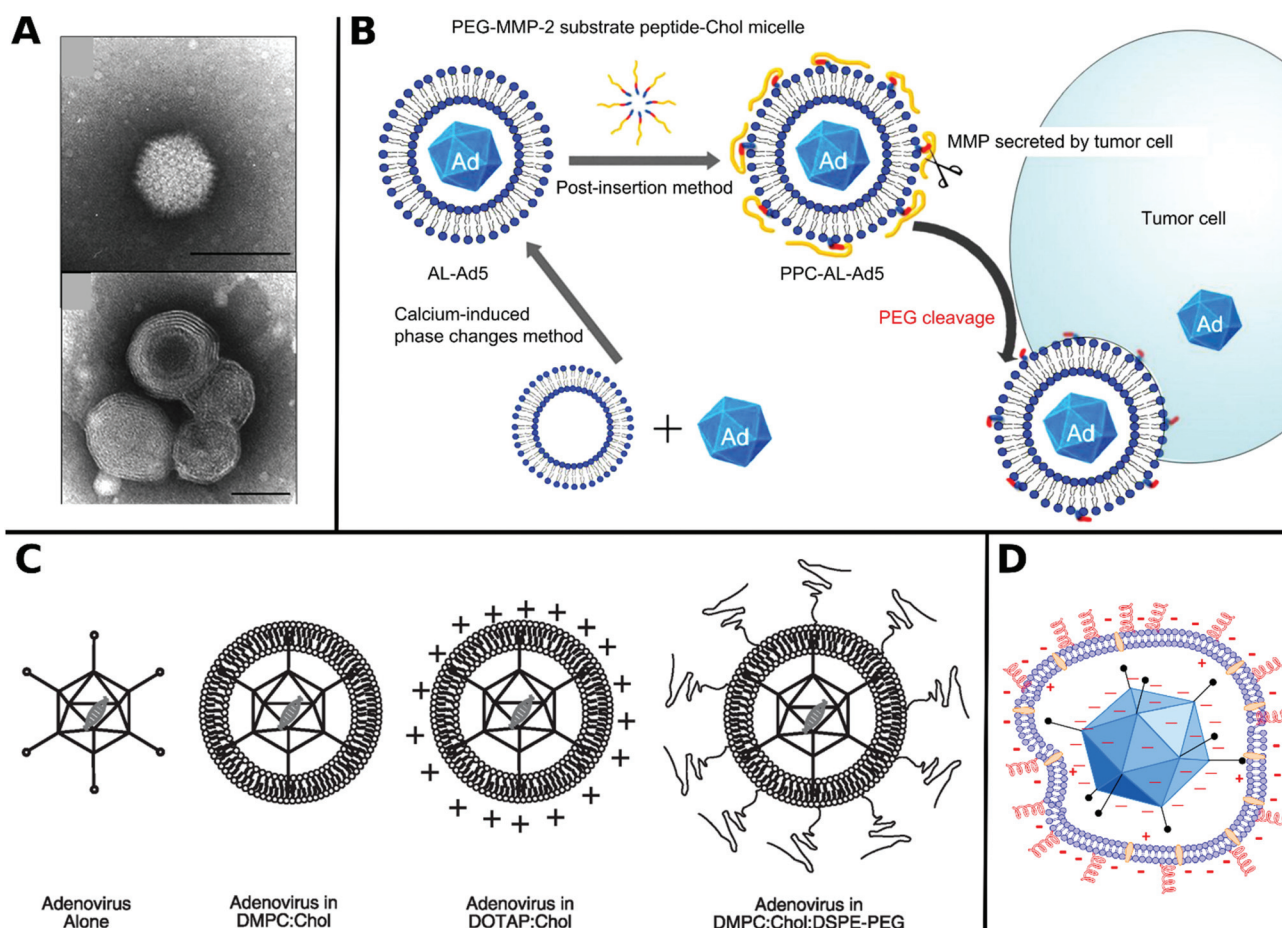 A
B
PEG-MMP-2 substrate peptide-Chol micelle
Ad
Post-insertion method
Ad
MMP secreted by tumor cell
Tumor cell
AL-Ad5
PPC-AL-Ad5
Calcium-induced
phase changes method
PEG cleavage
Ad
+
Ad
Ad
C
Adenovirus
Alone
Adenovirus in
DMPC:Chol
Adenovirus in
DOTAP:Chol
Adenovirus in
DMPC:Chol:DSPE-PEG
D